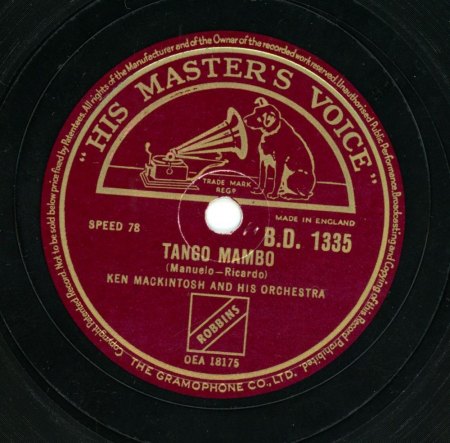 All rights of the Manufacturer and of the Owner of the recorded work reserved. Unauthorised Public Performance, Broadcasting and Copying of this Record Prohibited.
Copyright Patented Record. Not to be sold below price fixed by Patentees.
"HIS MASTER'S VOICE"
TRADE MARK
REGD
MADE IN ENGLAND
SPEED 78
B.D. 1335
TANGO MAMBO
(Manuelo-Ricardo)
KEN MACKINTOSH AND HIS ORCHESTRA
ROBBINS
OEA 18175
THE GRAMOPHONE CO., LTD.